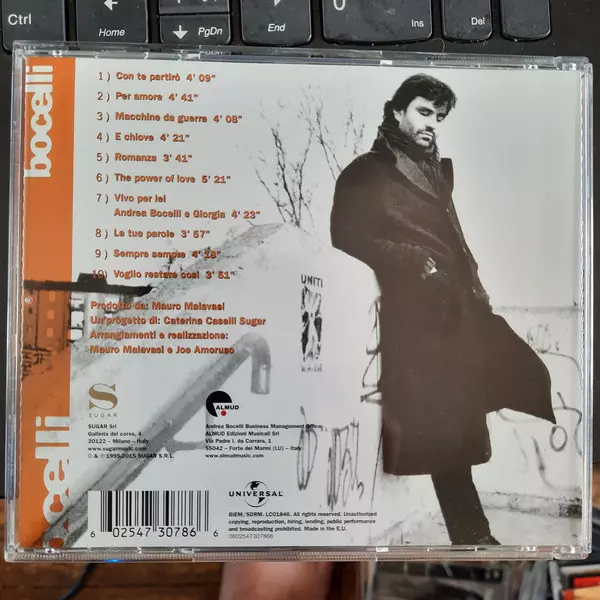 Ctrl
PgDn
End
Ins
Del
bocelli
1) Con te partirò 4' 09"
2) Per amore 4' 41"
3) Macchine da guerra 4' 08"
4) E chiove 4' 21"
5) Romanza 3' 41"
6) The power of love 5' 21"
7) Vivo per lei
Andrea Bocelli e Giorgia 4' 23"
8) Le tue parole 3' 57"
9) Sempre sempre 4' 18"
10) Voglio restare così 3' 51"
Prodotto da: Mauro Malavasi
Un'progetto di: Caterina Caselli Sugar
Arrangiamenti e realizzazione:
Mauro Malavasi e Joe Amoruso
UNITI
S
SUGAR
SUGAR Srl
Galleria del corso, 4
20122 – Milano – Italy
www.sugarmusic.com
℗ & © 1995-2015 SUGAR S.R.L.
ALMUD
Andrea Bocelli Business Management Office:
ALMUD Edizioni Musicali Srl
Via Padre I. da Carrara, 1
55042 – Forte dei Marmi (LU) – Italy
www.almudmusic.com
ocelli
6 02547 30786 6
UNIVERSAL
BIEM/SDRM. LC01846. All rights reserved. Unauthorized
copying, reproduction, hiring, lending, public performance
and broadcasting prohibited. Made in the E.U.
0602547307866